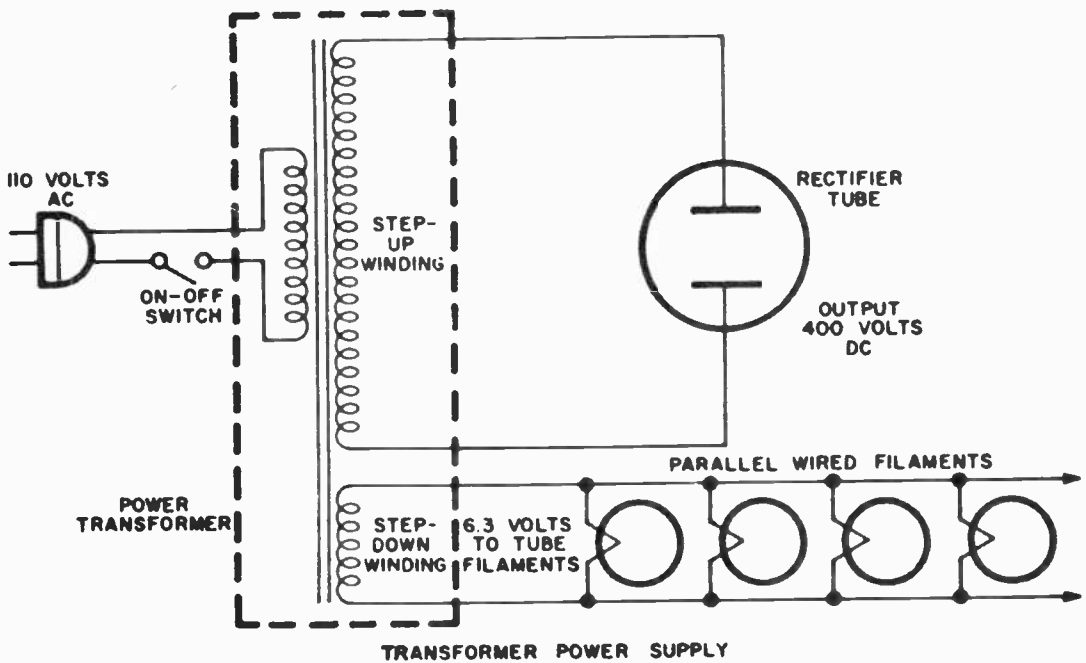 110 VOLTS
AC
ON-OFF
SWITCH
STEP-
UP
WINDING
RECTIFIER
TUBE
OUTPUT
400 VOLTS
DC
POWER
TRANSFORMER
STEP-
DOWN
WINDING
6.3 VOLTS
TO TUBE
FILAMENTS
PARALLEL WIRED FILAMENTS
TRANSFORMER POWER SUPPLY